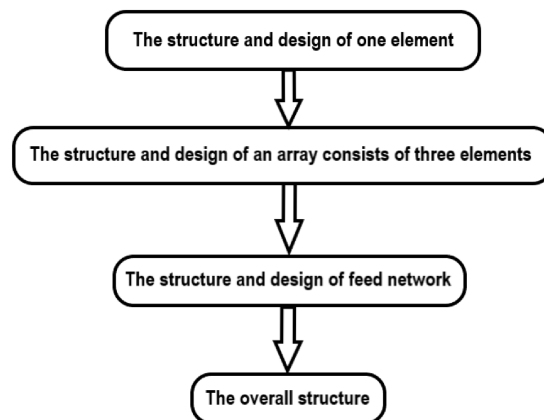 The structure and design of one element
The structure and design of an array consists of three elements
The structure and design of feed network
The overall structure